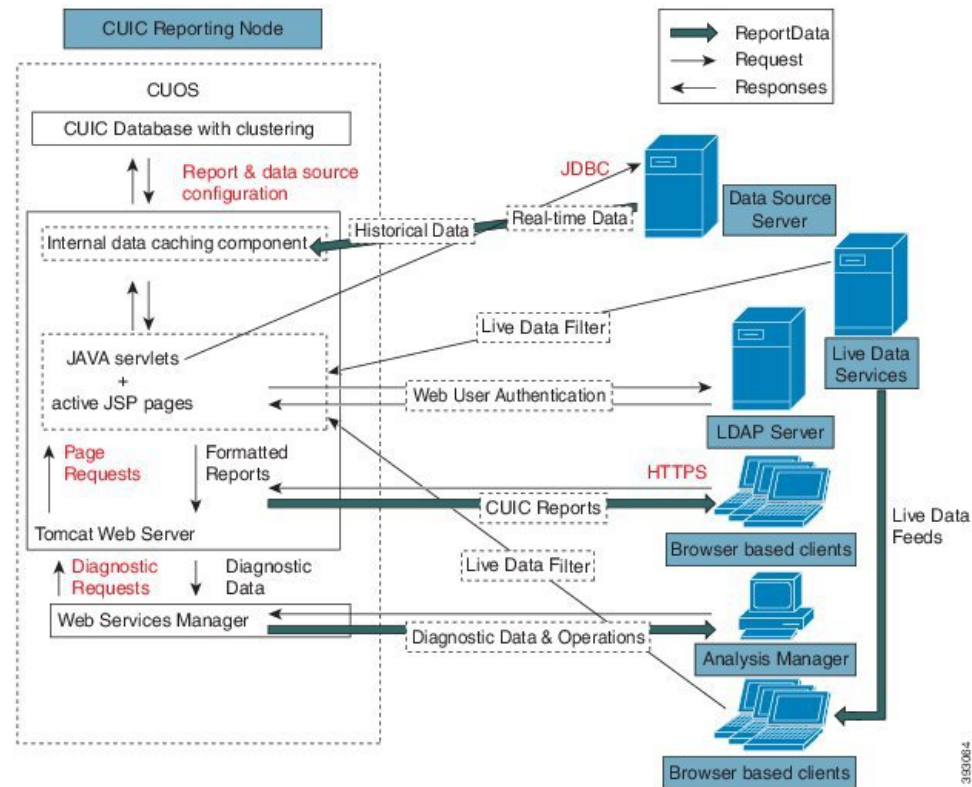 CUIC Reporting Node
ReportData
Request
Responses
CUOS
CUIC Database with clustering
Report & data source
configuration
JDBC
Data Source
Server
Real-time Data
Historical Data
Internal data caching component
Live Data Filter
Live Data
Services
JAVA servlets
+
active JSP pages
Web User Authentication
LDAP Server
Page
Requests
Formatted
Reports
HTTPS
CUIC Reports
Tomcat Web Server
Browser based clients
Live Data
Feeds
Diagnostic
Requests
Diagnostic
Data
Live Data Filter
Web Services Manager
Diagnostic Data & Operations
Analysis Manager
Browser based clients
393064